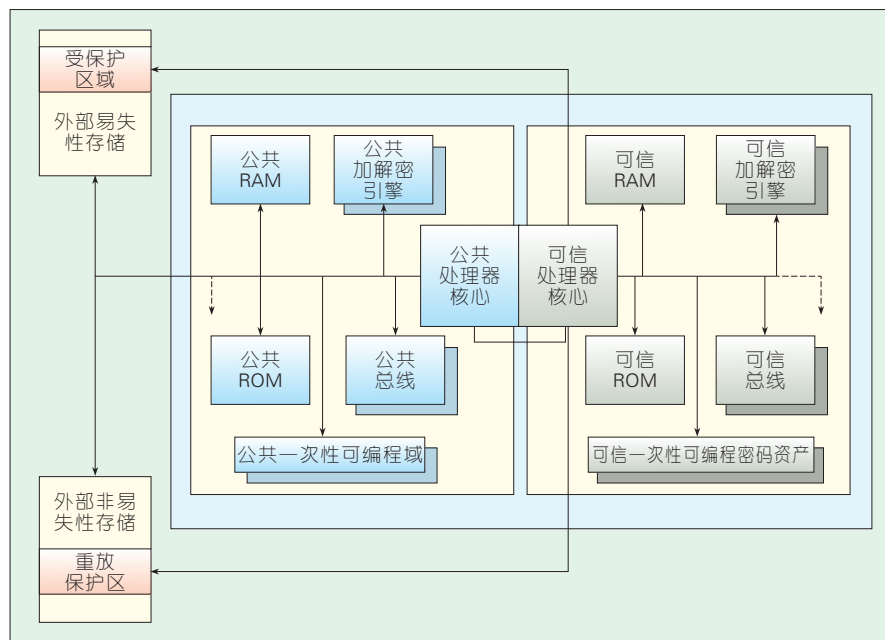 受保护
区域
外部易失
性存储
公共
RAM
公共
加解密
引擎
可信
RAM
可信
加解密
引擎
公共
处理器
核心
可信
处理器
核心
公共
ROM
公共
总线
可信
ROM
可信
总线
公共一次性可编程域
可信一次性可编程密码资产
外部非易
失性存储
重放
保护区